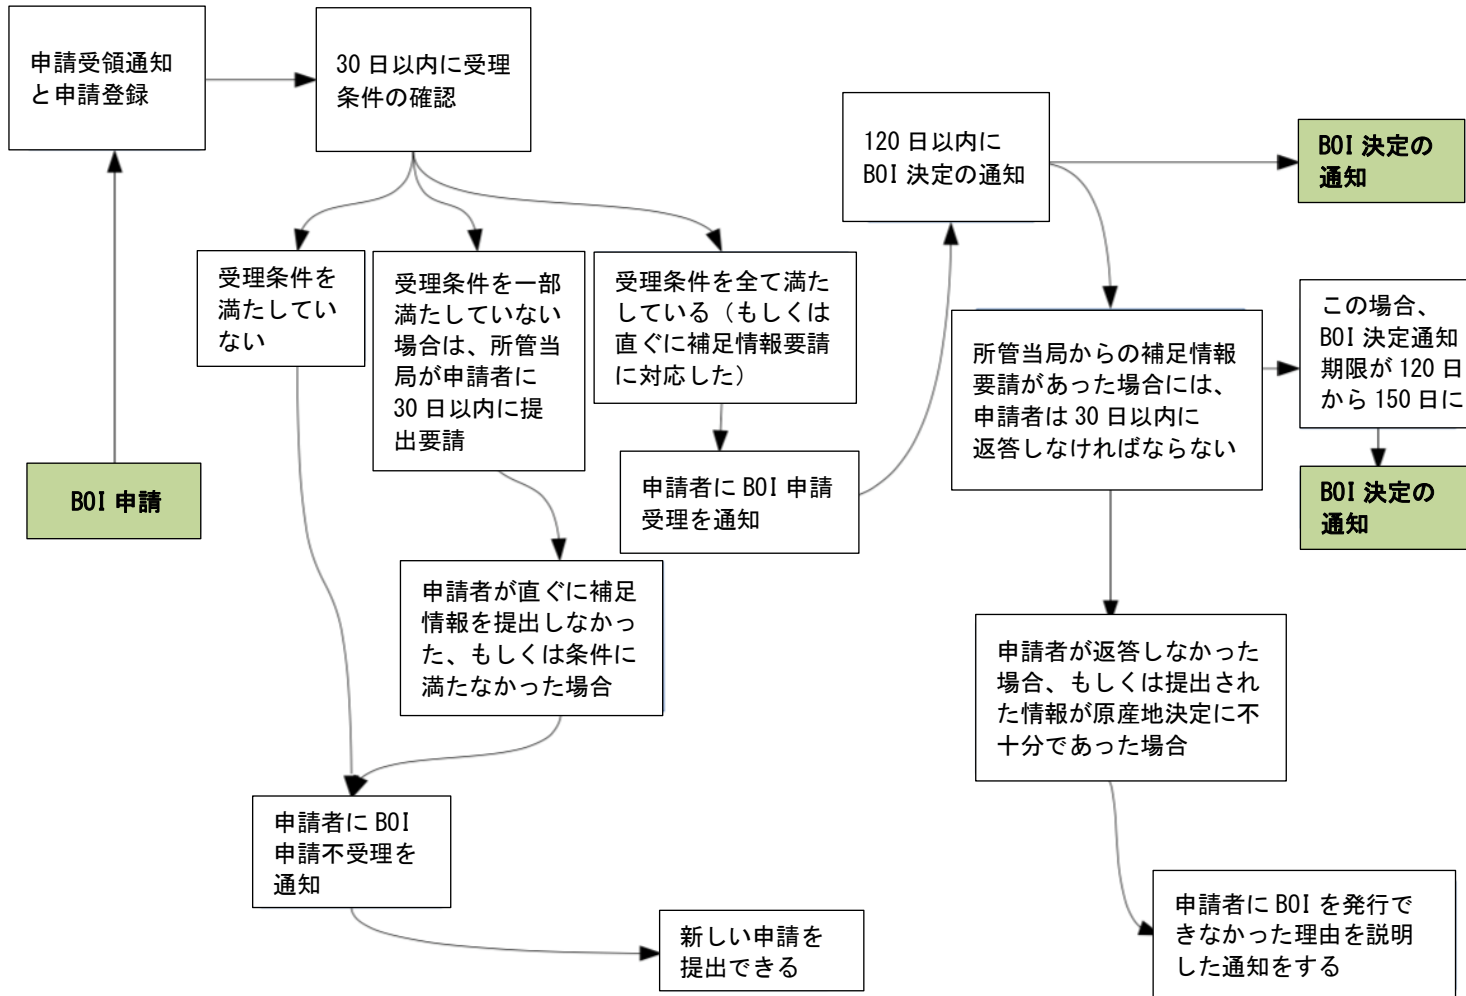 申請受領通知
と申請登録
30 日以内に受理
条件の確認
120 日以内に
BOI 決定の通知
BOI 決定の
通知
受理条件を
満たしてい
ない
受理条件を一部
満たしていない
場合は、所管当
局が申請者に
30 日以内に提
出要請
受理条件を全て満た
している（もしくは
直ぐに補足情報要請
に対応した）
所管当局からの補足情報
要請があった場合には、
申請者は 30 日以内に
返答しなければならない
この場合、
BOI 決定通知
期限が 120 日
から 150 日に
BOI 申請
申請者に BOI 申請
受理を通知
BOI 決定の
通知
申請者が直ぐに補足
情報を提出しなかっ
た、もしくは条件に
満たなかった場合
申請者が返答しなかった
場合、もしくは提出され
た情報が原産地決定に不
十分であった場合
申請者に BOI
申請不受理を
通知
新しい申請を
提出できる
申請者に BOI を発行で
きなかった理由を説明
した通知をする